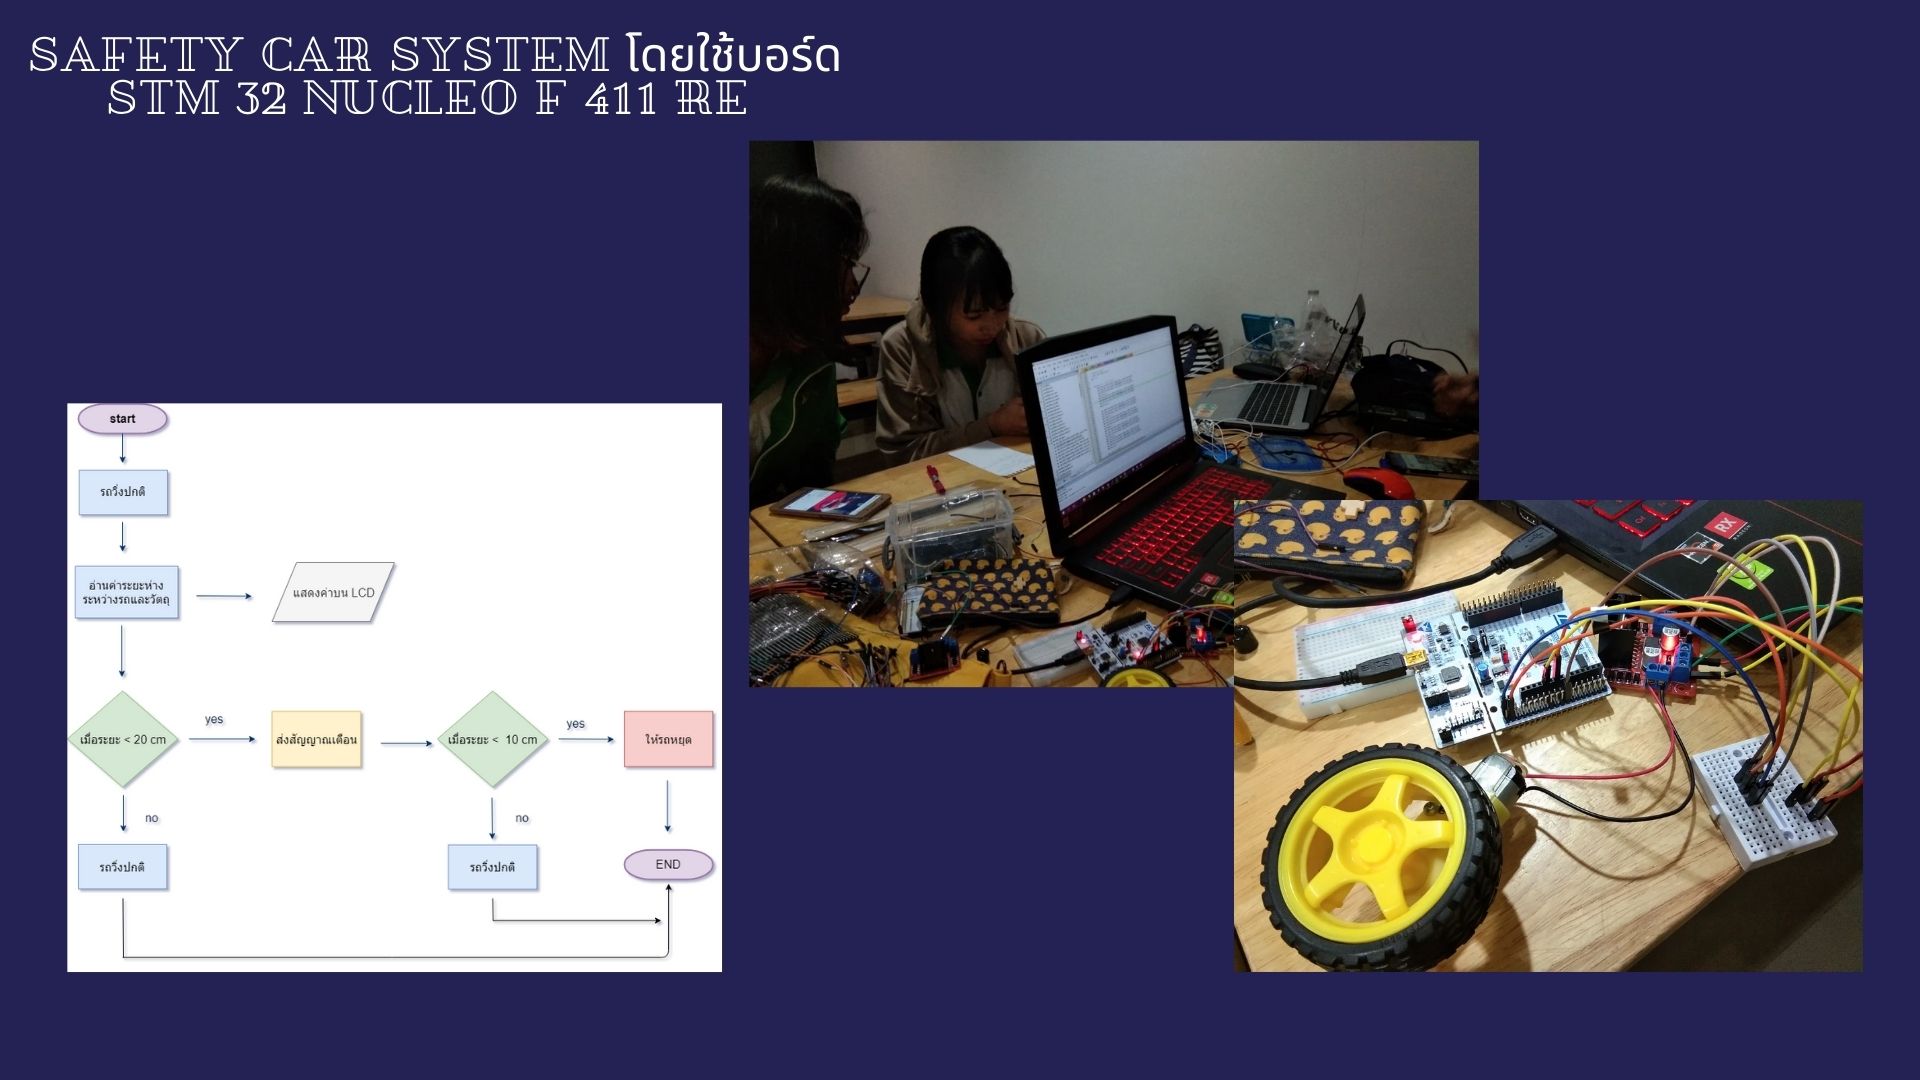 SAFETY CAR SYSTEM โดยใช้บอร์ด
STM 32 NUCLEO F 411 RE
start
รถวิ่งปกติ
อ่านค่าระยะห่าง
ระหว่างรถและวัตถุ
แสดงค่าบน LCD
เมื่อระยะ < 20 cm
yes
ส่งสัญญาณเตือน
เมื่อระยะ < 10 cm
yes
ให้รถหยุด
no
no
รถวิ่งปกติ
รถวิ่งปกติ
END
RX